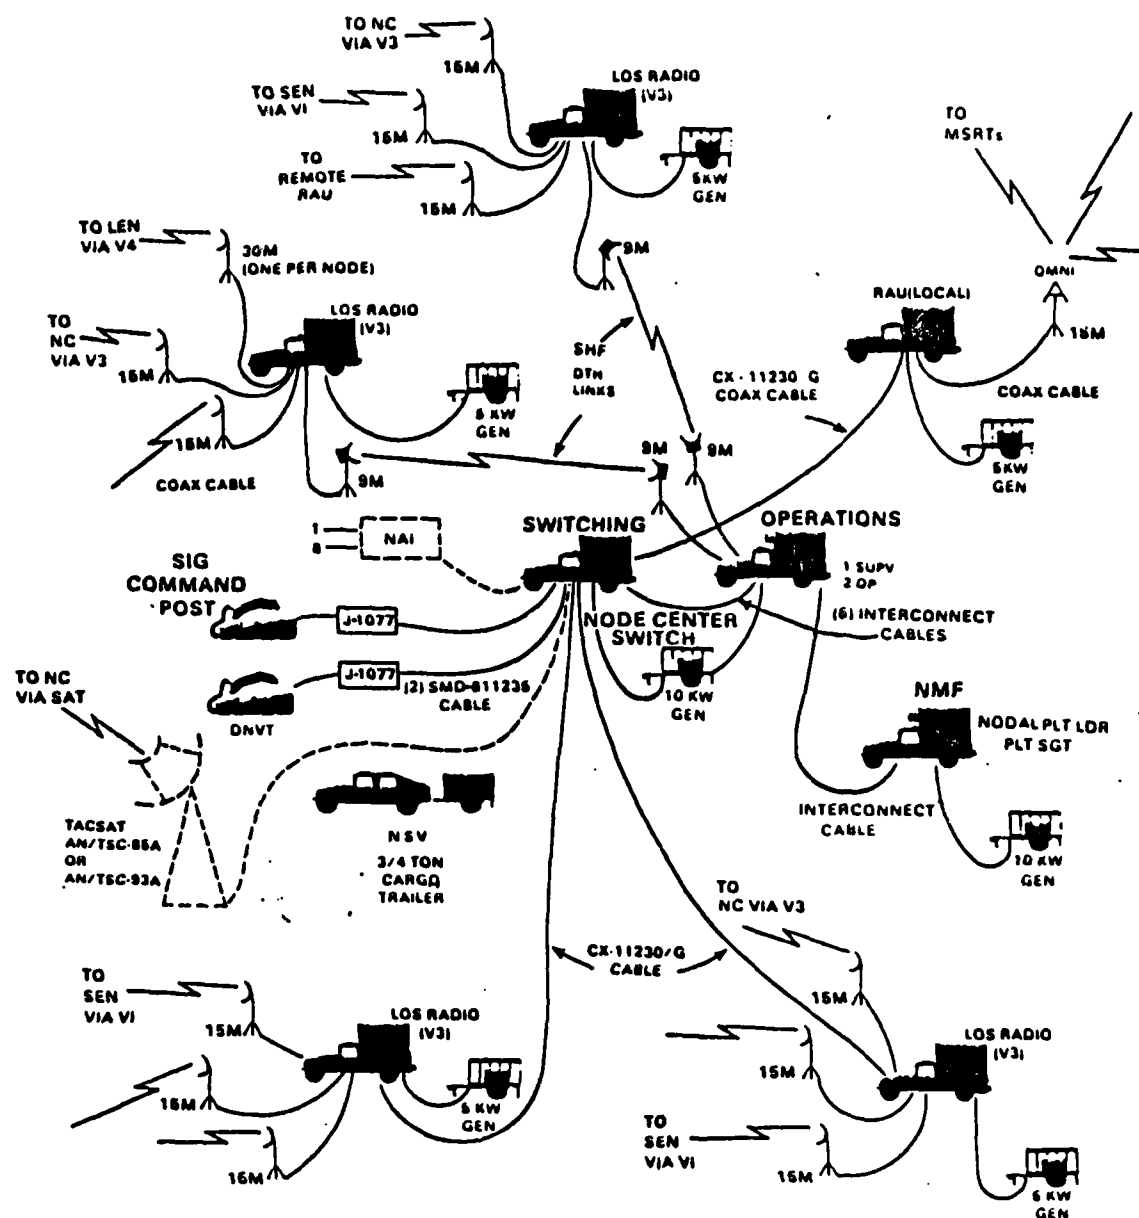 TO NC
VIA V3
15M
LOS RADIO
(V3)
TO SEN
VIA V1
15M
TO
REMOTE
RAU
15M
5KW
GEN
TO
MSRTs
TO LEN
VIA V4
30M
(ONE PER NODE)
9M
OMNI
15M
RAU(LOCAL)
TO
NC
VIA V3
15M
LOS RADIO
(V3)
SHF
DTH
LINKS
CX-11230 G
COAX CABLE
COAX CABLE
15M
5 KW
GEN
5KW
GEN
COAX CABLE
9M
9M
9M
1
8
NAI
SWITCHING
OPERATIONS
1 SUPV
2 OP
SIG
COMMAND
POST
J-1077
NODE CENTER
SWITCH
(6) INTERCONNECT
CABLES
J-1077
(2) SMD-811235
CABLE
10 KW
GEN
DNVT
TO NC
VIA SAT
NMF
NODAL PLT LDR
PLT SGT
INTERCONNECT
CABLE
NSV
3/4 TON
CARGO
TRAILER
TACSAT
AN/TSC-85A
OR
AN/TSC-93A
10 KW
GEN
TO
NC VIA V3
CX-11230/G
CABLE
15M
TO
SEN
VIA V1
15M
LOS RADIO
(V3)
15M
5 KW
GEN
15M
LOS RADIO
(V3)
15M
TO
SEN
VIA V1
15M
5 KW
GEN